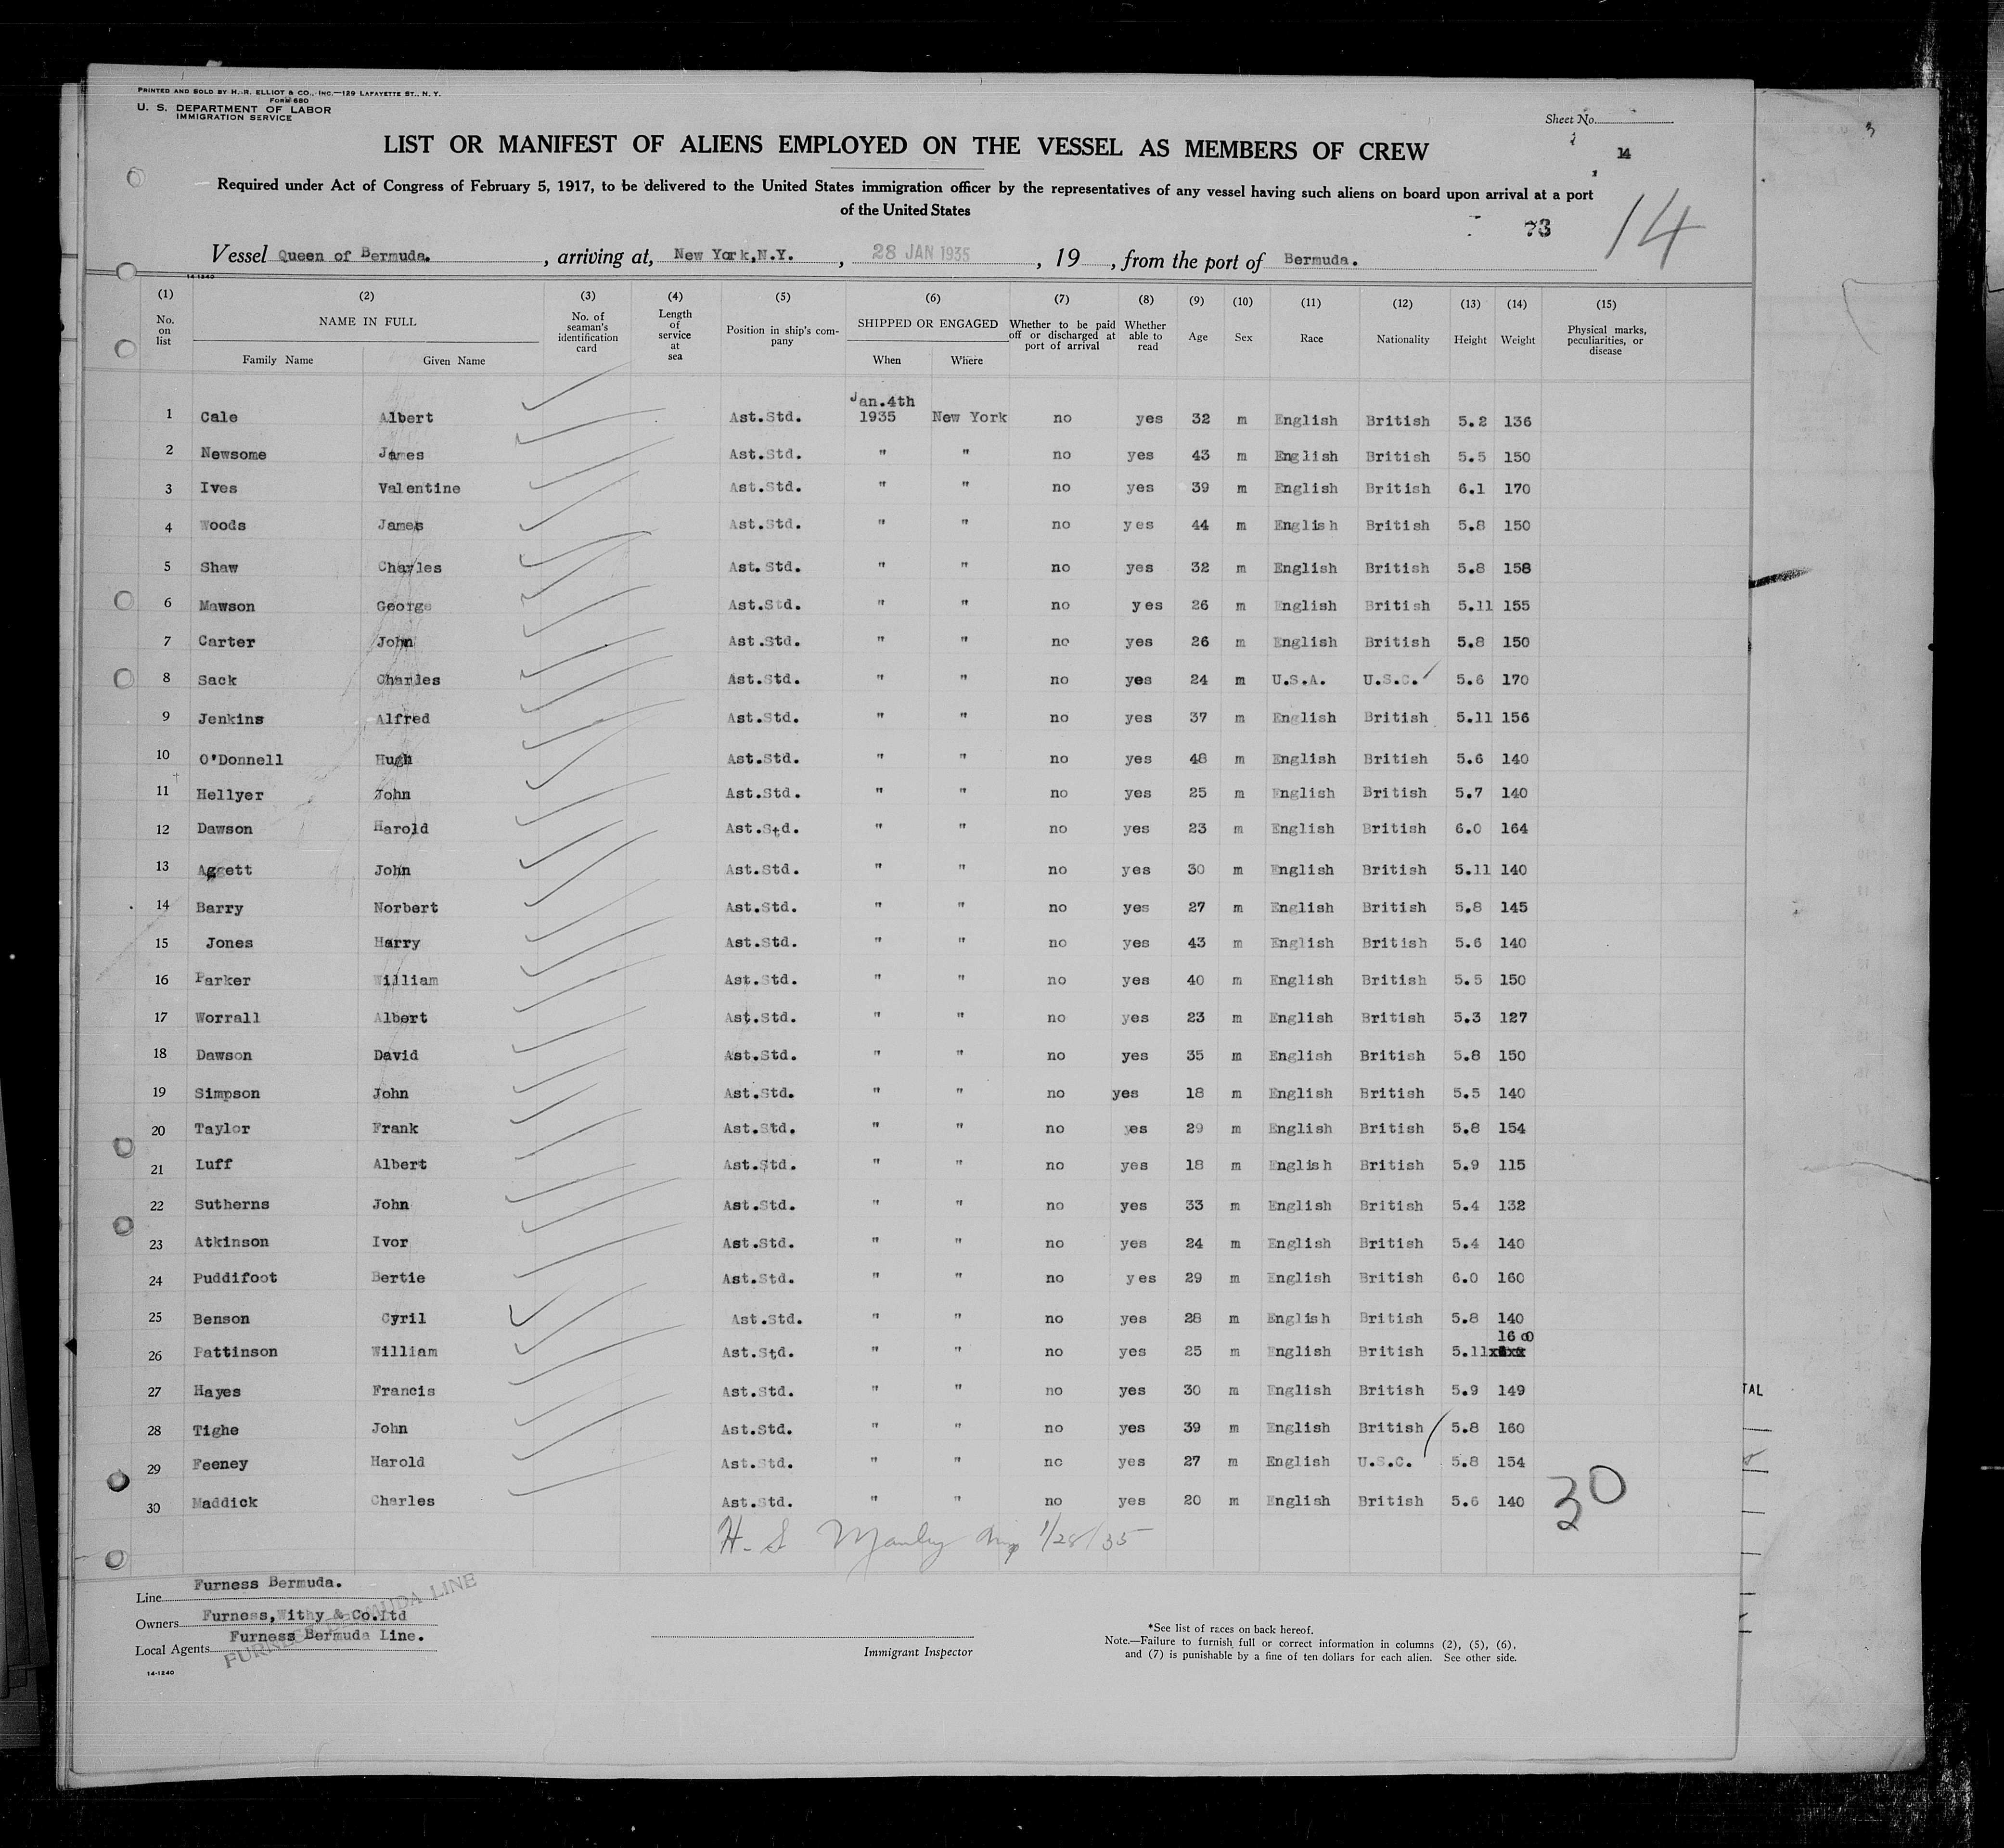 PRINTED AND SOLD BY H. R. ELLIOT & CO., INC.—129 LAFAYETTE ST., N. Y.
FORM 680
U. S. DEPARTMENT OF LABOR
IMMIGRATION SERVICE
Sheet No.
LIST OR MANIFEST OF ALIENS EMPLOYED ON THE VESSEL AS MEMBERS OF CREW
14
Required under Act of Congress of February 5, 1917, to be delivered to the United States immigration officer by the representatives of any vessel having such aliens on board upon arrival at a port
of the United States
73 14
Vessel Queen of Bermuda. , arriving at, New York,N.Y. , 28 JAN 1935 , 19 , from the port of Bermuda.
14-1240
(1) (2) (3) (4) (5) (6) (7) (8) (9) (10) (11) (12) (13) (14) (15)
No. on list NAME IN FULL Family Name Given Name No. of seaman's identification card Length of service at sea Position in ship's company SHIPPED OR ENGAGED When Where Whether to be paid off or discharged at port of arrival Whether able to read Age Sex Race Nationality Height Weight Physical marks, peculiarities, or disease
Jan.4th
1 Cale Albert Ast.Std. 1935 New York no yes 32 m English British 5.2 136
2 Newsome James Ast.Std. " " no yes 43 m English British 5.5 150
3 Ives Valentine Ast.Std. " " no yes 39 m English British 6.1 170
4 Woods James Ast.Std. " " no yes 44 m English British 5.8 150
5 Shaw Charles Ast.Std. " " no yes 32 m English British 5.8 158
6 Mawson George Ast.Std. " " no yes 26 m English British 5.11 155
7 Carter John Ast.Std. " " no yes 26 m English British 5.8 150
8 Sack Charles Ast.Std. " " no yes 24 m U.S.A. U.S.C. 5.6 170
9 Jenkins Alfred Ast.Std. " " no yes 37 m English British 5.11 156
10 O'Donnell Hugh Ast.Std. " " no yes 48 m English British 5.6 140
11 Hellyer John Ast.Std. " " no yes 25 m English British 5.7 140
12 Dawson Harold Ast.Std. " " no yes 23 m English British 6.0 164
13 Aggett John Ast.Std. " " no yes 30 m English British 5.11 140
14 Barry Norbert Ast.Std. " " no yes 27 m English British 5.8 145
15 Jones Harry Ast.Std. " " no yes 43 m English British 5.6 140
16 Parker William Ast.Std. " " no yes 40 m English British 5.5 150
17 Worrall Albert Ast.Std. " " no yes 23 m English British 5.3 127
18 Dawson David Ast.Std. " " no yes 35 m English British 5.8 150
19 Simpson John Ast.Std. " " no yes 18 m English British 5.5 140
20 Taylor Frank Ast.Std. " " no yes 29 m English British 5.8 154
21 Luff Albert Ast.Std. " " no yes 18 m English British 5.9 115
22 Sutherns John Ast.Std. " " no yes 33 m English British 5.4 132
23 Atkinson Ivor Ast.Std. " " no yes 24 m English British 5.4 140
24 Puddifoot Bertie Ast.Std. " " no yes 29 m English British 6.0 160
25 Benson Cyril Ast.Std. " " no yes 28 m English British 5.8 140
160
26 Pattinson William Ast.Std. " " no yes 25 m English British 5.11
27 Hayes Francis Ast.Std. " " no yes 30 m English British 5.9 149
28 Tighe John Ast.Std. " " no yes 39 m English British 5.8 160
29 Feeney Harold Ast.Std. " " no yes 27 m English U.S.C. 5.8 154
30 Maddick Charles Ast.Std. " " no yes 20 m English British 5.6 140
30
H. S Manley 1/28/35
Line Furness Bermuda.
Owners Furness,Withy & Co.Ltd
Local Agents Furness Bermuda Line.
FURNESS BERMUDA LINE
14-1240
Immigrant Inspector
*See list of races on back hereof.
Note.—Failure to furnish full or correct information in columns (2), (5), (6),
and (7) is punishable by a fine of ten dollars for each alien. See other side.
TAL